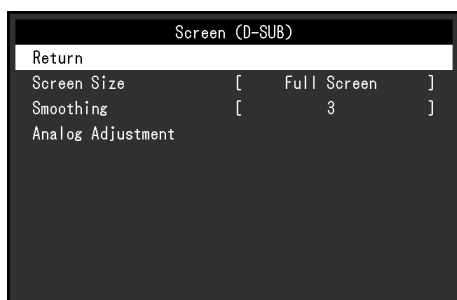 Screen (D-SUB)
Return
Screen Size [ Full Screen ]
Smoothing [ 3 ]
Analog Adjustment